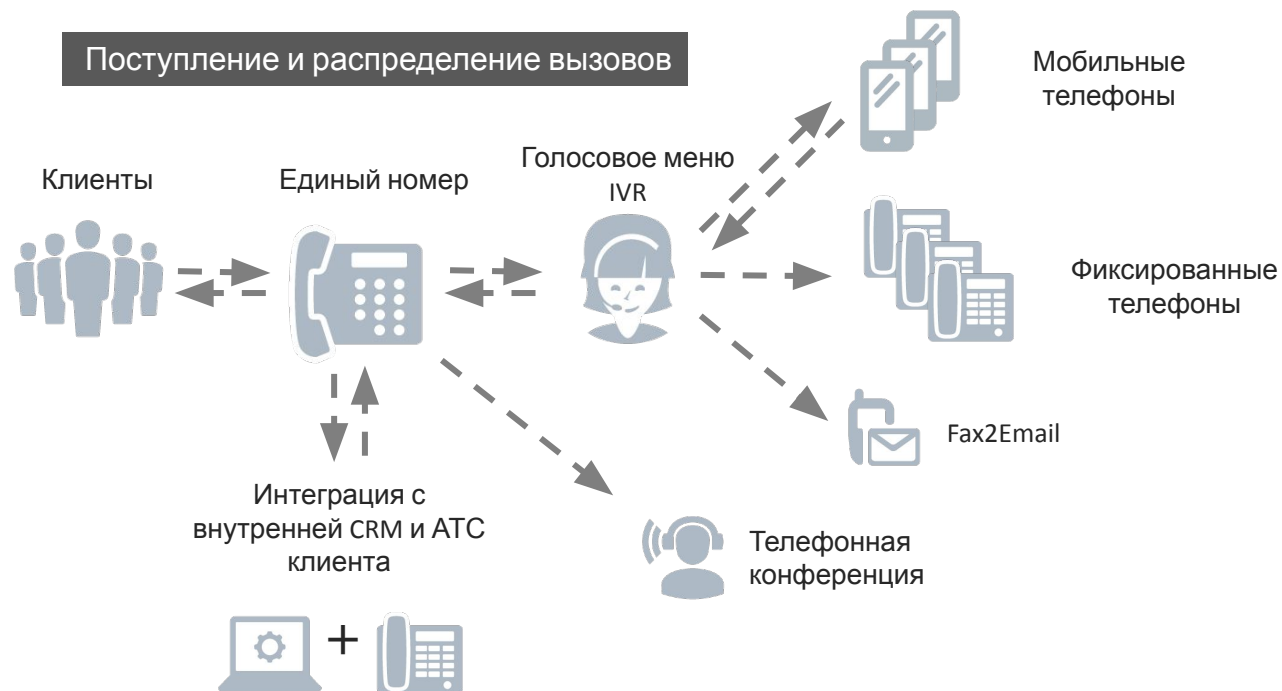 Поступление и распределение вызовов
Мобильные
телефоны
Клиенты
Единый номер
Голосовое меню
IVR
Фиксированные
телефоны
Fax2Email
Интеграция с
внутренней CRM и АТС
клиента
Телефонная
конференция
+